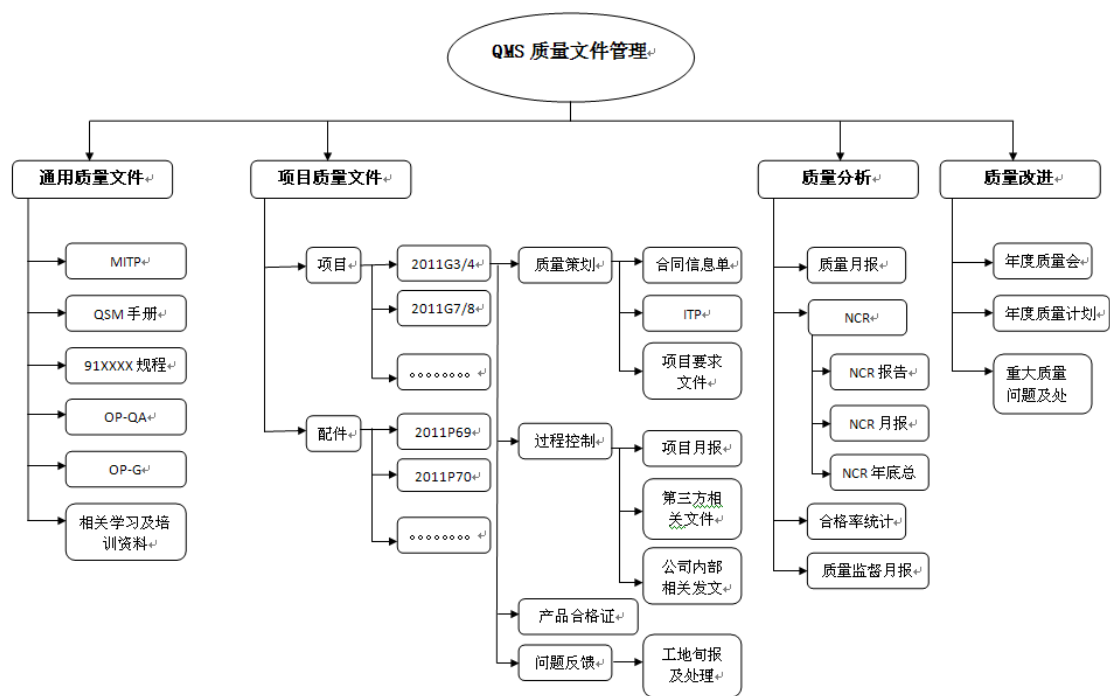 QMS 质量文件管理
通用质量文件
项目质量文件
质量分析
质量改进
MITP
QSM 手册
91XXXX 规程
OP-QA
OP-G
相关学习及培
训资料
项目
2011G3/4
2011G7/8
。。。。。。。。
配件
2011P69
2011P70
。。。。。。。。
质量策划
合同信息单
ITP
项目要求
文件
过程控制
项目月报
第三方相
关文件
公司内部
相关发文
产品合格证
问题反馈
工地旬报
及处理
质量月报
NCR
NCR 报告
NCR 月报
NCR 年底总
合格率统计
质量监督月报
年度质量会
年度质量计划
重大质量
问题及处